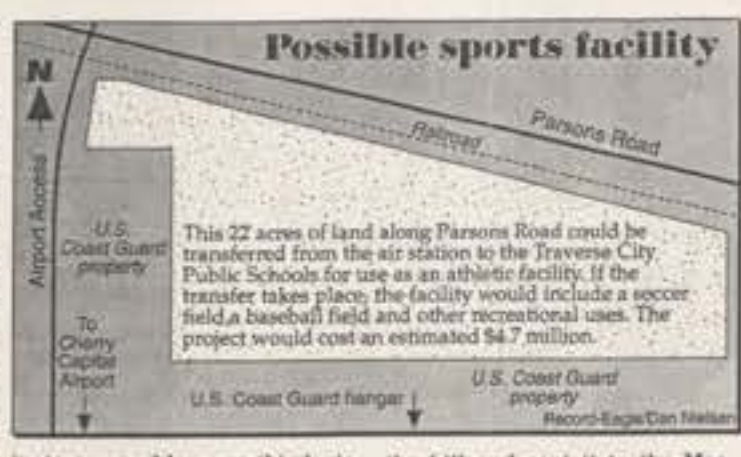 Possible sports facility
N
Parsons Road
Railroad
Airport Access
U.S.
Coast Guard
property
This 22 acres of land along Parsons Road could be
transferred from the air station to the Traverse City
Public Schools for use as an athletic facility. If the
transfer takes place, the facility would include a soccer
field,a baseball field and other recreational uses. The
project would cost an estimated $4.7 million.
To
Cherry
Capital
Airport
U.S. Coast Guard hangar
U.S. Coast Guard
property
Record-Eagle/Dan Nielsen